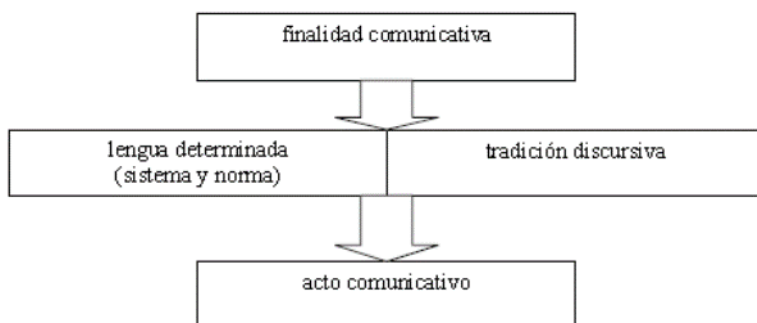 finalidad comunicativa
lengua determinada
(sistema y norma)
tradición discursiva
acto comunicativo